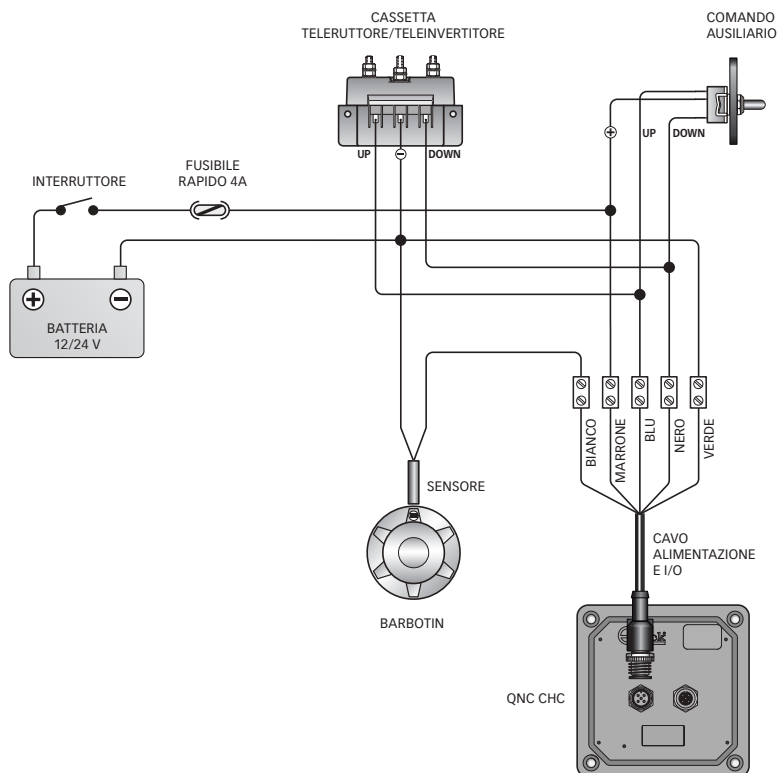 CASSETTA
TELERUTTORE/TELEINVERTITORE
COMANDO
AUSILIARIO
UP
DOWN
UP
DOWN
INTERRUTTORE
FUSIBILE
RAPIDO 4A
BATTERIA
12/24 V
BIANCO
MARRONE
BLU
NERO
VERDE
SENSORE
BARBOTIN
CAVO
ALIMENTAZIONE
E I/O
QNC CHC